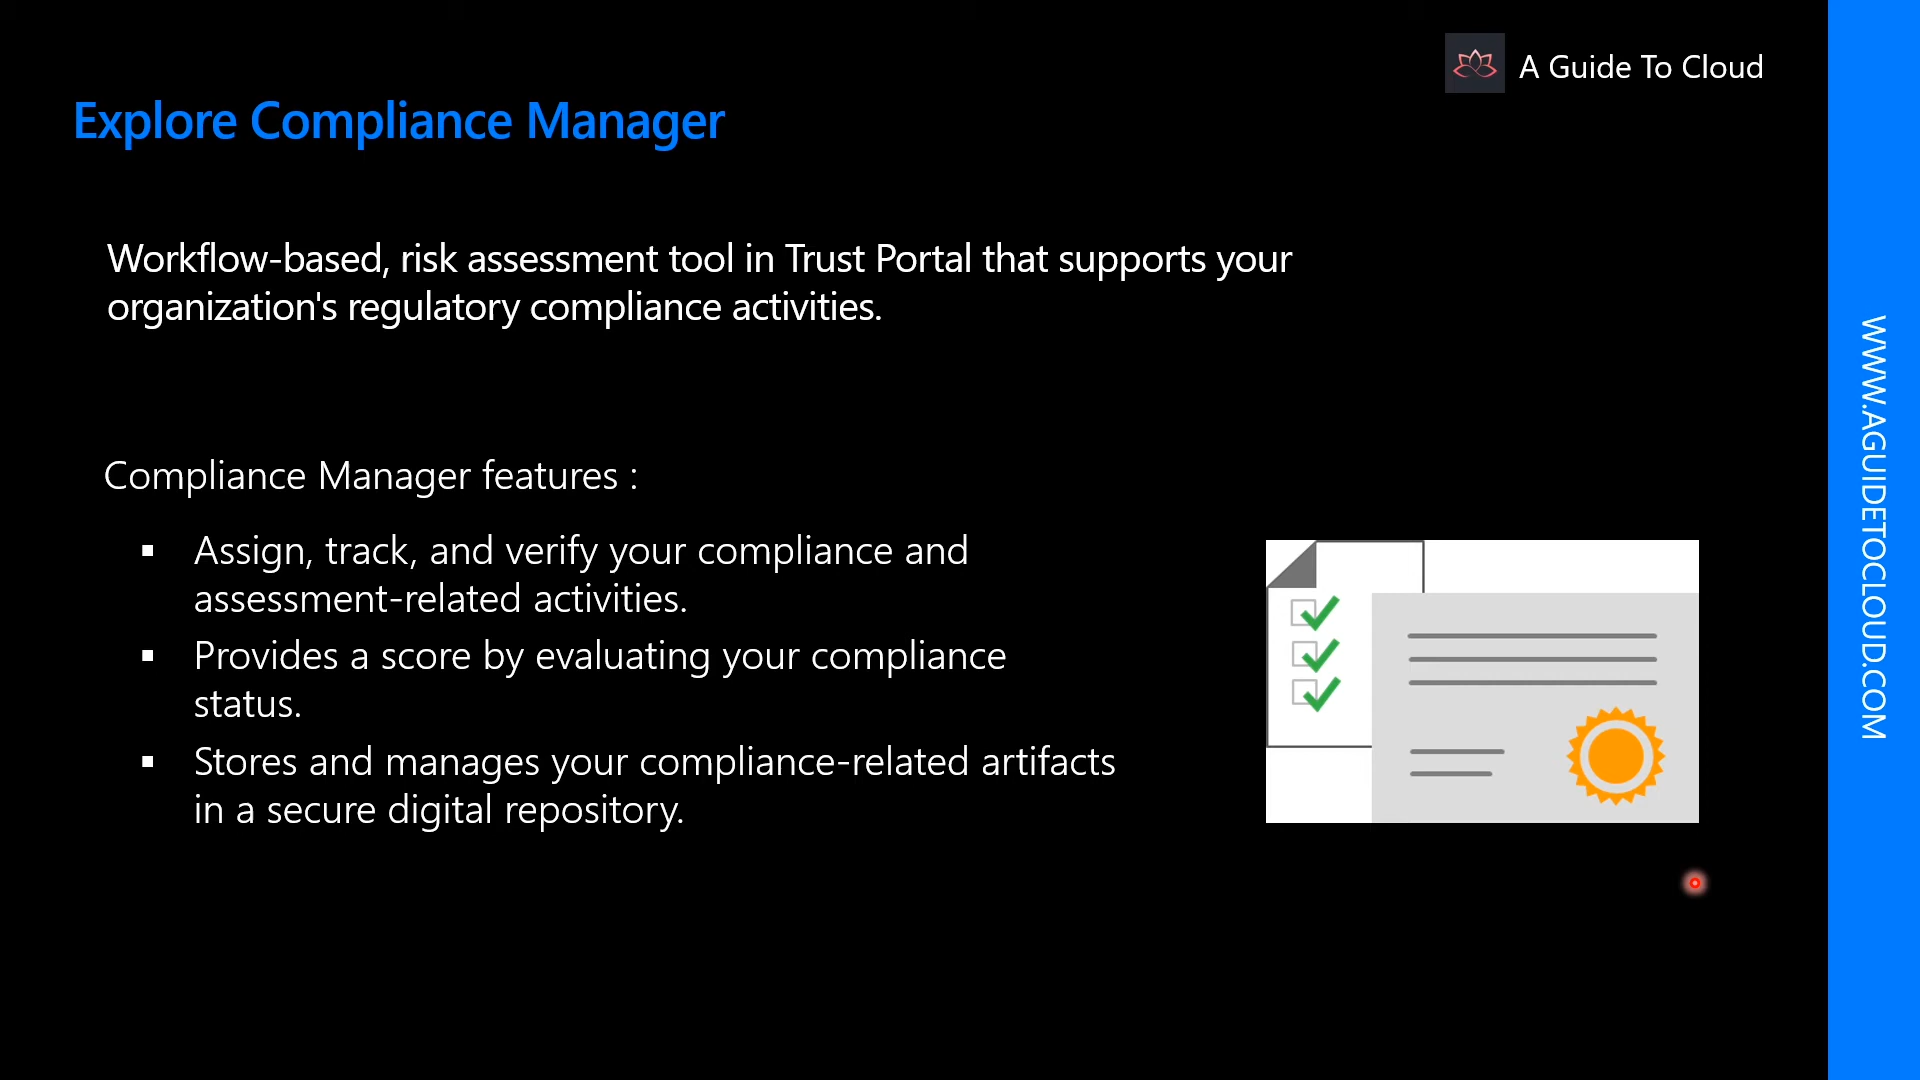 A Guide To Cloud
Explore Compliance Manager
Workflow-based, risk assessment tool in Trust Portal that supports your
organization's regulatory compliance activities.
Compliance Manager features :
▪ Assign, track, and verify your compliance and
assessment-related activities.
▪ Provides a score by evaluating your compliance
status.
▪ Stores and manages your compliance-related artifacts
in a secure digital repository.
WWW.AGUIDETOCLOUD.COM